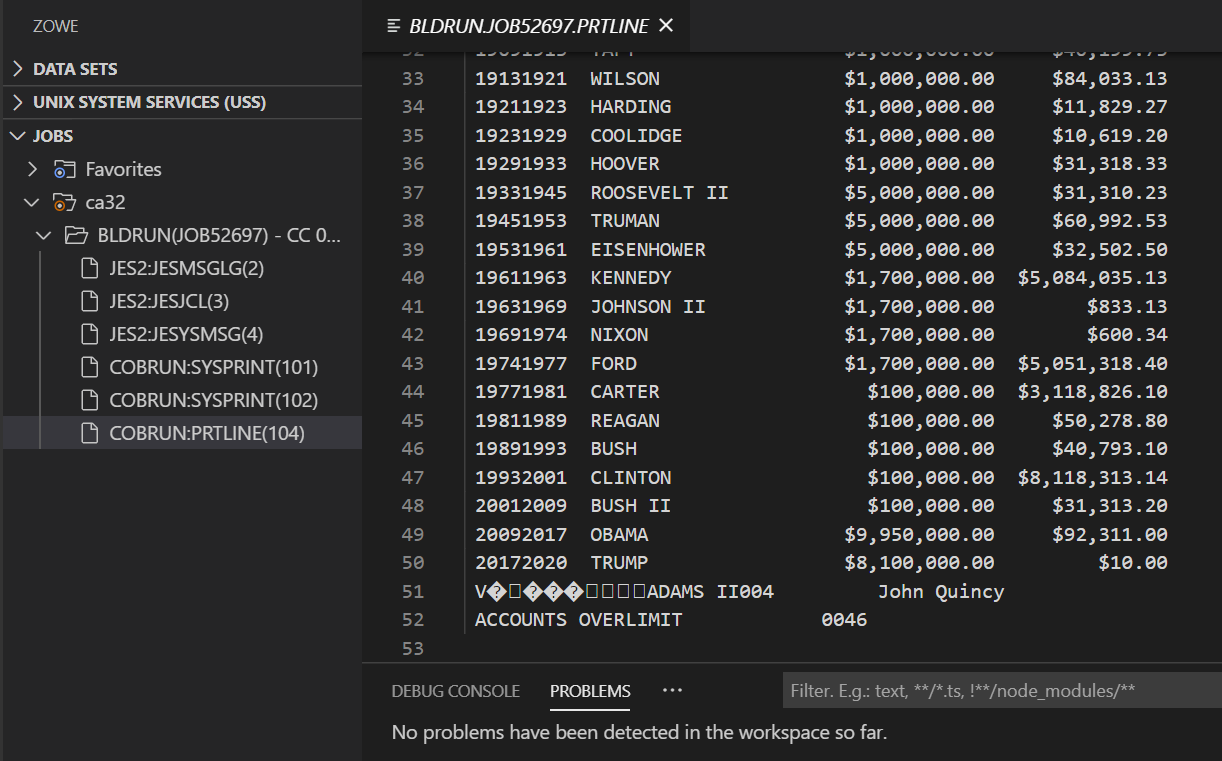 ZOWE
DATA SETS
UNIX SYSTEM SERVICES (USS)
JOBS
Favorites
ca32
BLDRUN(JOB52697) - CC 0...
JES2:JESMSGLG(2)
JES2:JESJCL(3)
JES2:JESYSMSG(4)
COBRUN:SYSPRINT(101)
COBRUN:SYSPRINT(102)
COBRUN:PRTLINE(104)
BLDRUN.JOB52697.PRTLINE
33 19131921 WILSON $1,000,000.00 $84,033.13
34 19211923 HARDING $1,000,000.00 $11,829.27
35 19231929 COOLIDGE $1,000,000.00 $10,619.20
36 19291933 HOOVER $1,000,000.00 $31,318.33
37 19331945 ROOSEVELT II $5,000,000.00 $31,310.23
38 19451953 TRUMAN $5,000,000.00 $60,992.53
39 19531961 EISENHOWER $5,000,000.00 $32,502.50
40 19611963 KENNEDY $1,700,000.00 $5,084,035.13
41 19631969 JOHNSON II $1,700,000.00 $833.13
42 19691974 NIXON $1,700,000.00 $600.34
43 19741977 FORD $1,700,000.00 $5,051,318.40
44 19771981 CARTER $100,000.00 $3,118,826.10
45 19811989 REAGAN $100,000.00 $50,278.80
46 19891993 BUSH $100,000.00 $40,793.10
47 19932001 CLINTON $100,000.00 $8,118,313.14
48 20012009 BUSH II $100,000.00 $31,313.20
49 20092017 OBAMA $9,950,000.00 $92,311.00
50 20172020 TRUMP $8,100,000.00 $10.00
51 V�□���□□□□ADAMS II004 John Quincy
52 ACCOUNTS OVERLIMIT 0046
53
DEBUG CONSOLE PROBLEMS ··· Filter. E.g.: text, **/*.ts, !**/node_modules/**
No problems have been detected in the workspace so far.